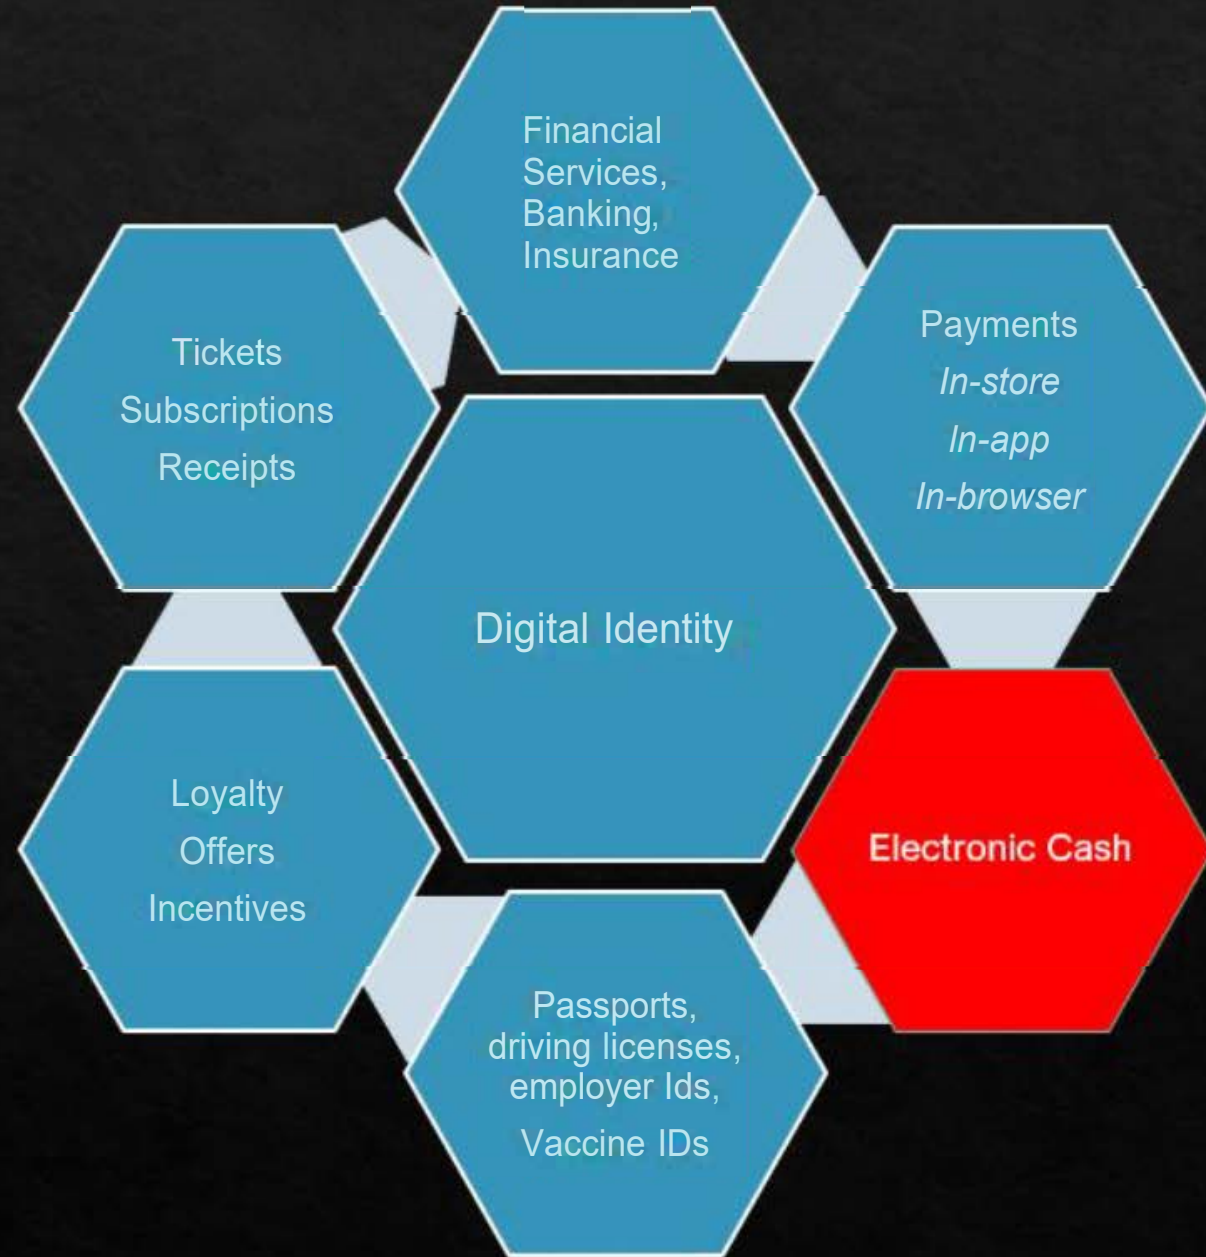 Financial
Services,
Banking,
Insurance
Payments
In-store
In-app
In-browser
Electronic Cash
Passports,
driving licenses,
employer Ids,
Vaccine IDs
Loyalty
Offers
Incentives
Tickets
Subscriptions
Receipts
Digital Identity